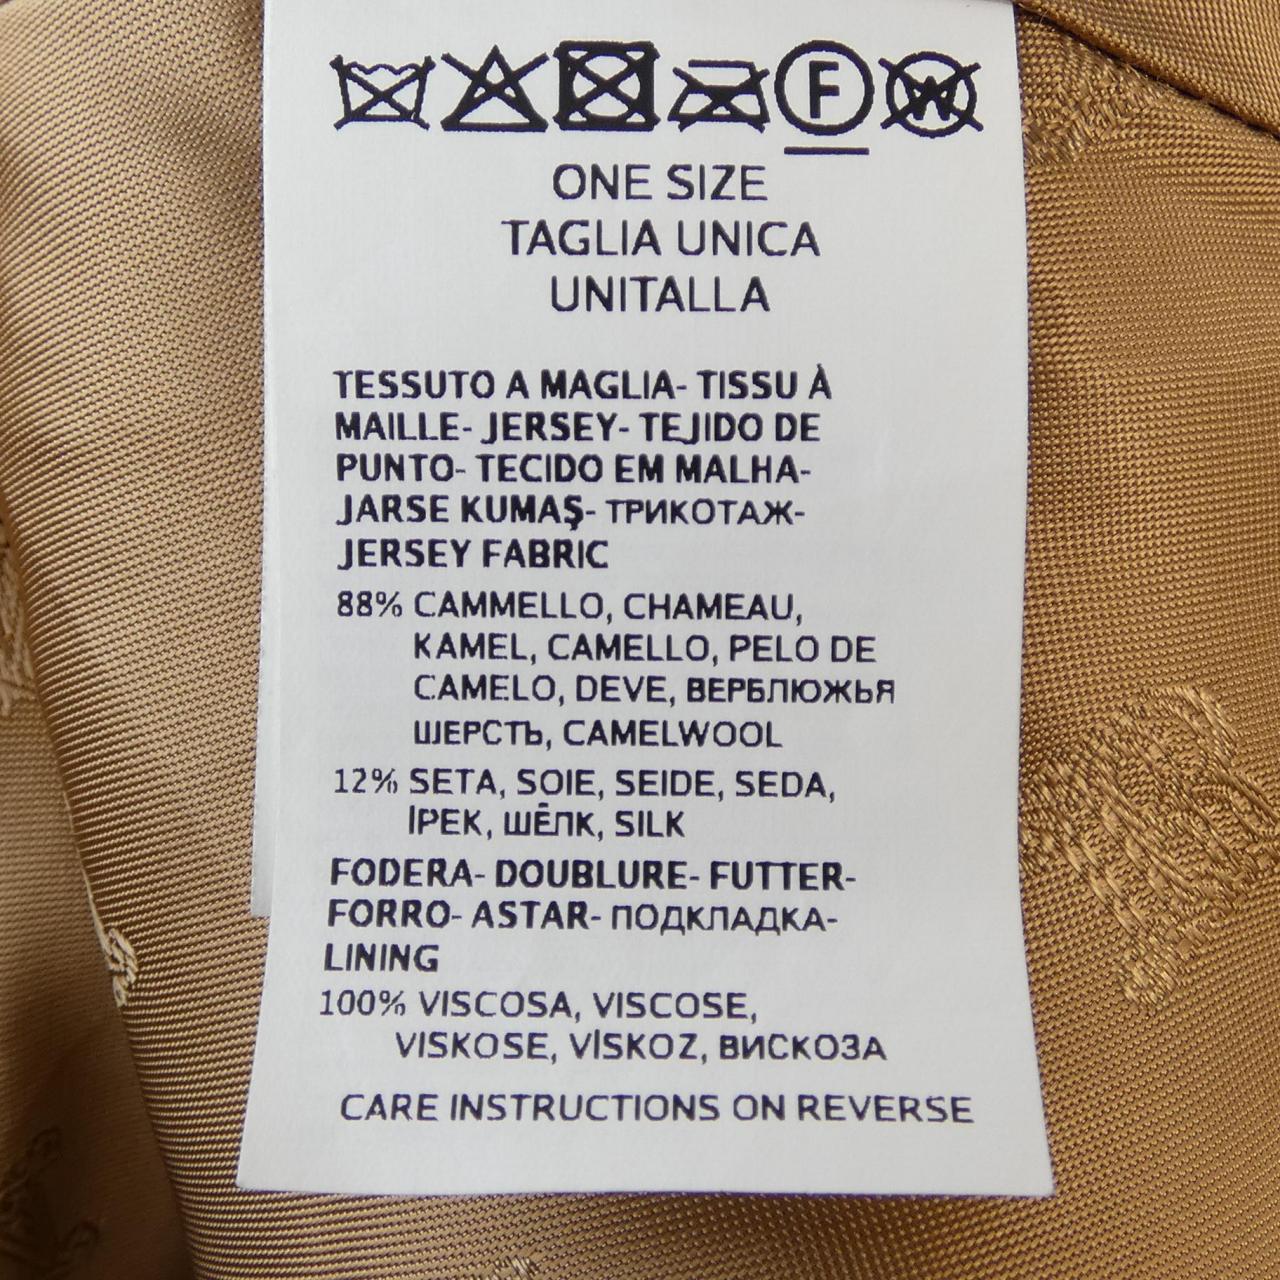 F W
ONE SIZE
TAGLIA UNICA
UNITALLA
TESSUTO A MAGLIA- TISSU À
MAILLE- JERSEY- TEJIDO DE
PUNTO- TECIDO EM MALHA-
JARSE KUMAŞ- ТРИКОТАЖ-
JERSEY FABRIC
88% CAMMELLO, CHAMEAU,
KAMEL, CAMELLO, PELO DE
CAMELO, DEVE, ВЕРБЛЮЖЬЯ
ШЕРСТЬ, CAMELWOOL
12% SETA, SOIE, SEIDE, SEDA,
İPEK, ШЁЛК, SILK
FODERA- DOUBLURE- FUTTER-
FORRO- ASTAR- ПОДКЛАДКА-
LINING
100% VISCOSA, VISCOSE,
VISKOSE, VİSKOZ, ВИСКОЗА
CARE INSTRUCTIONS ON REVERSE